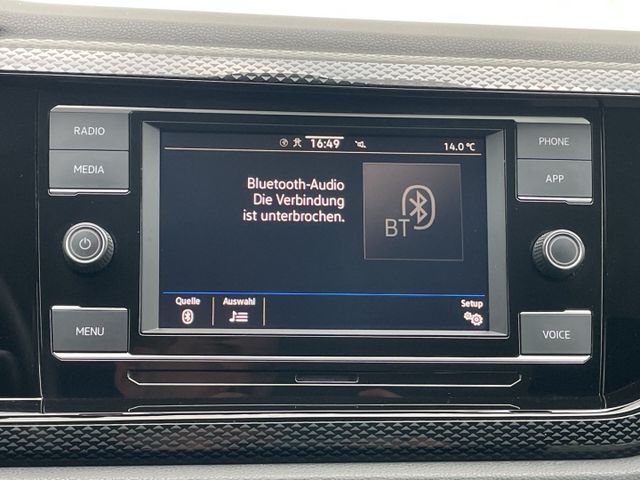 RADIO
MEDIA
MENU
16:49
14.0 °C
Bluetooth-Audio
Die Verbindung
ist unterbrochen.
BT
Quelle
Auswahl
Setup
PHONE
APP
VOICE